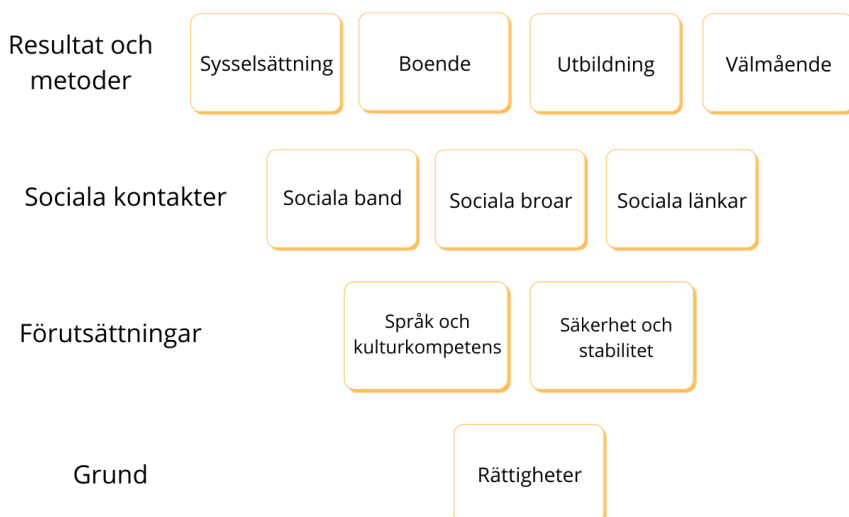 Resultat och
metoder
Sysselsättning
Boende
Utbildning
Välmående
Sociala kontakter
Sociala band
Sociala broar
Sociala länkar
Förutsättningar
Språk och
kulturkompetens
Säkerhet och
stabilitet
Grund
Rättigheter